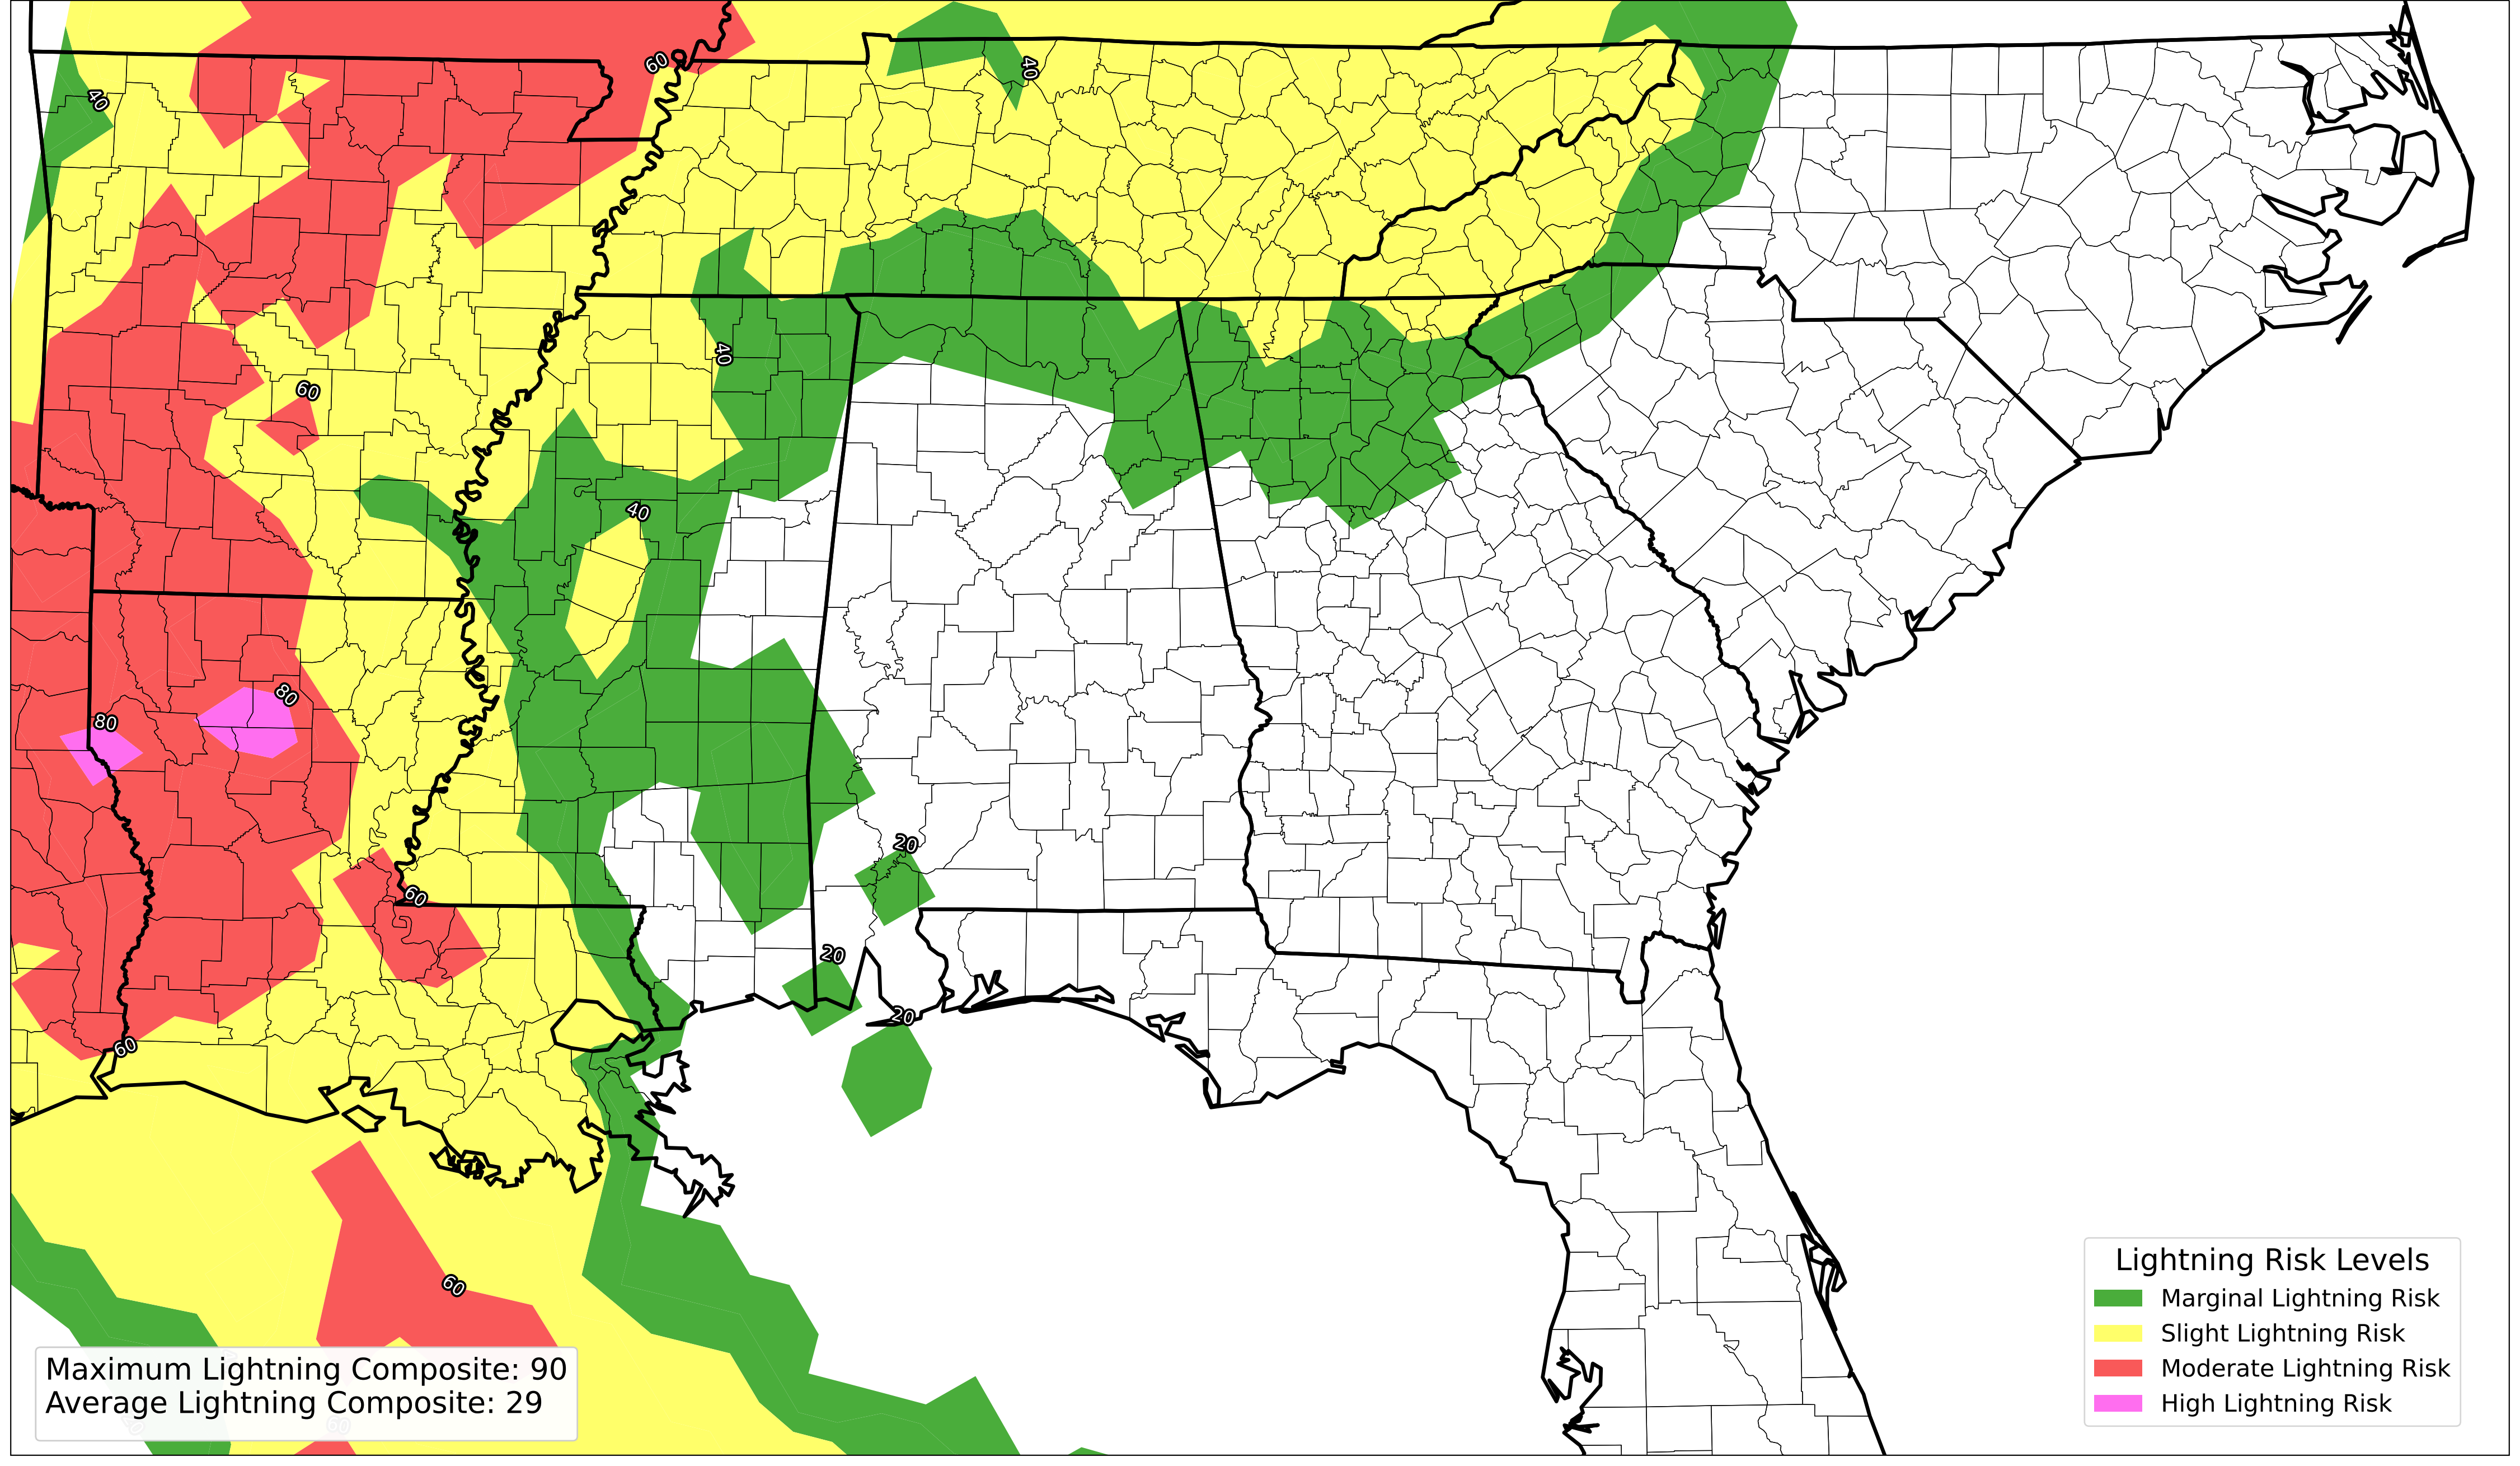 60
40
40
40
60
40
80
80
20
60
20
20
60
60
Maximum Lightning Composite: 90
Average Lightning Composite: 29
60
Lightning Risk Levels
Marginal Lightning Risk
Slight Lightning Risk
Moderate Lightning Risk
High Lightning Risk